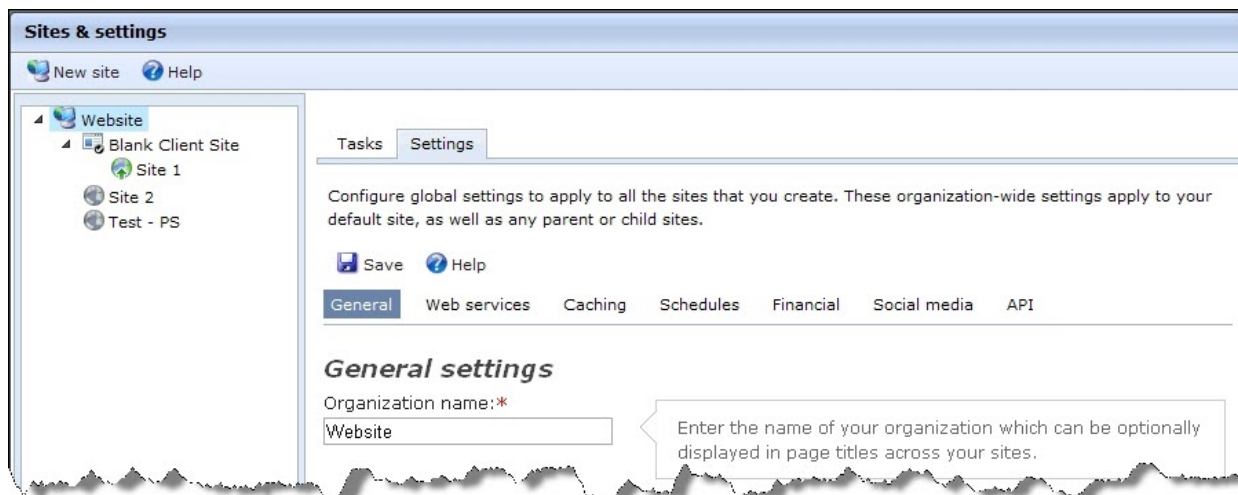 Sites & settings
New site Help
Website
Blank Client Site
Site 1
Site 2
Test - PS
Tasks Settings
Configure global settings to apply to all the sites that you create. These organization-wide settings apply to your
default site, as well as any parent or child sites.
Save Help
General Web services Caching Schedules Financial Social media API
General settings
Organization name:*
Website
Enter the name of your organization which can be optionally
displayed in page titles across your sites.